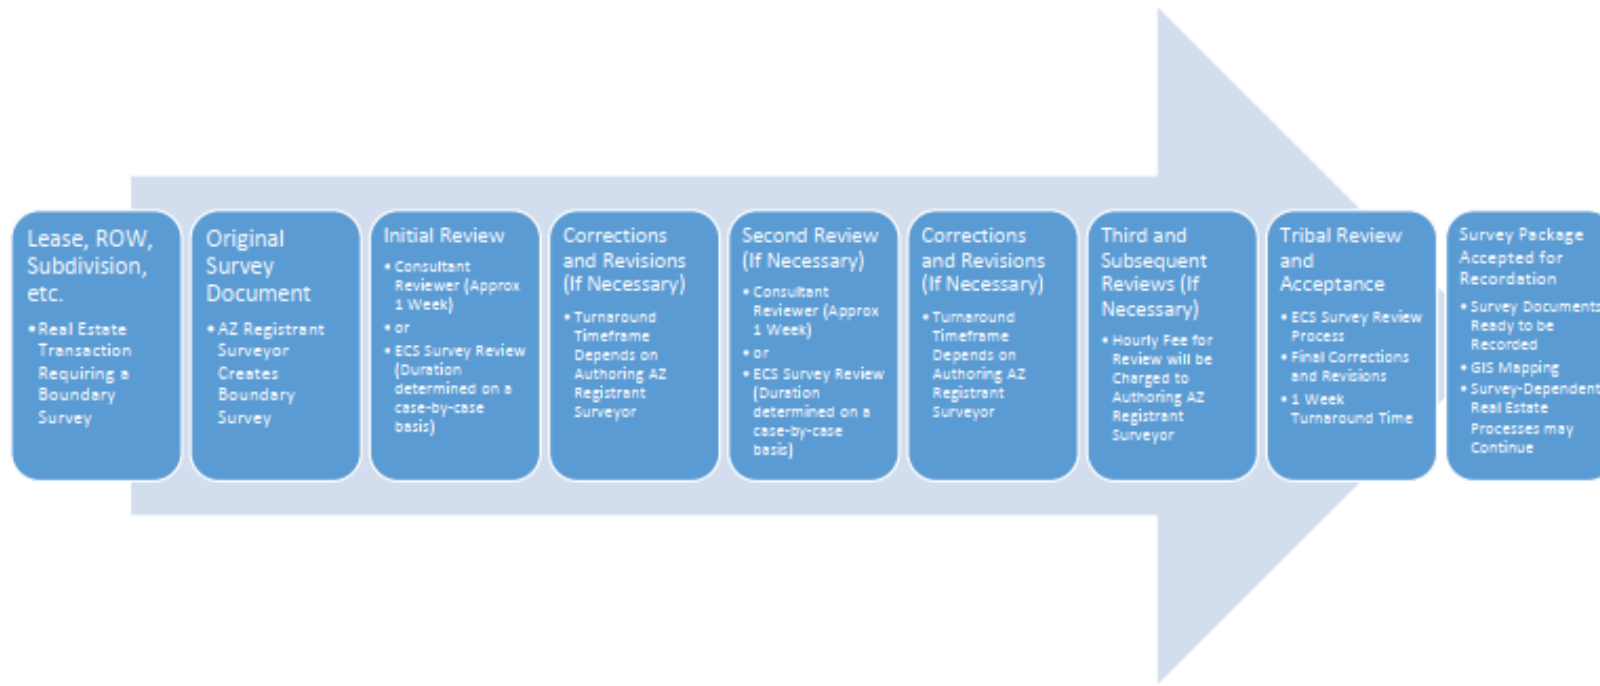 Lease, ROW,
Subdivision,
etc.
• Real Estate
Transaction
Requiring a
Boundary
Survey
Original
Survey
Document
• AZ Registrant
Surveyor
Creates
Boundary
Survey
Initial Review
• Consultant
Reviewer (Approx
1 Week)
• or
• ECS Survey Review
(Duration
determined on a
case-by-case
basis)
Corrections
and Revisions
(If Necessary)
• Turnaround
Timeframe
Depends on
Authoring AZ
Registrant
Surveyor
Second Review
(If Necessary)
• Consultant
Reviewer (Approx
1 Week)
• or
• ECS Survey Review
(Duration
determined on a
case-by-case
basis)
Corrections
and Revisions
(If Necessary)
• Turnaround
Timeframe
Depends on
Authoring AZ
Registrant
Surveyor
Third and
Subsequent
Reviews (If
Necessary)
• Hourly Fee for
Review will be
Charged to
Authoring AZ
Registrant
Surveyor
Tribal Review
and
Acceptance
• ECS Survey Review
Process
• Final Corrections
and Revisions
• 1 Week
Turnaround Time
Survey Package
Accepted for
Recordation
• Survey Documents
Ready to be
Recorded
• GIS Mapping
• Survey-Dependent
Real Estate
Processes may
Continue